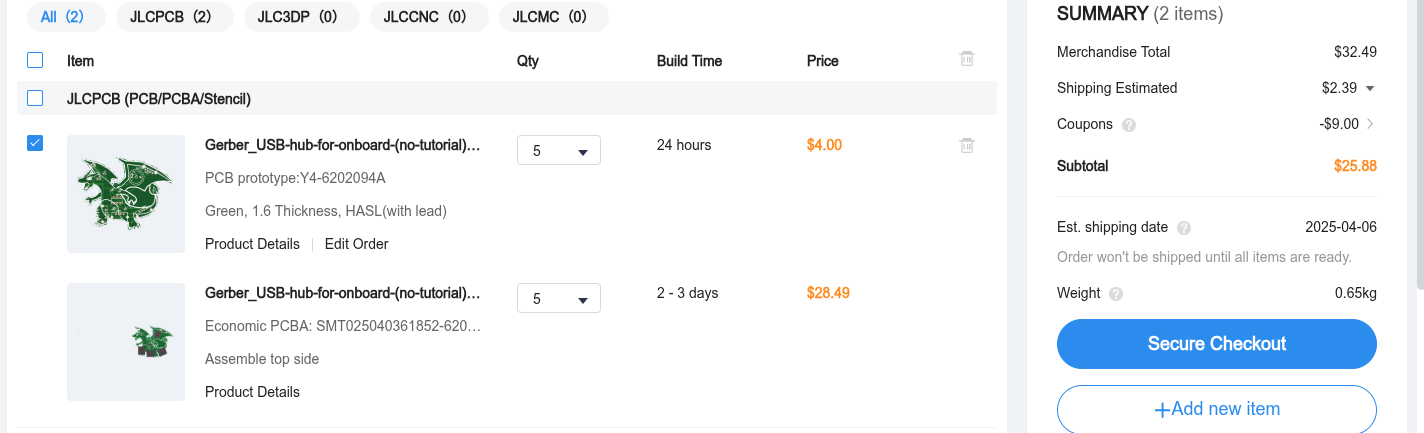 All (2) JLCPCB (2) JLC3DP (0) JLCCNC (0) JLCMC (0)
Item Qty Build Time Price
JLCPCB (PCB/PCBA/Stencil)
Gerber_USB-hub-for-onboard-(no-tutorial)... 5 24 hours $4.00
PCB prototype:Y4-6202094A
Green, 1.6 Thickness, HASL(with lead)
Product Details Edit Order
Gerber_USB-hub-for-onboard-(no-tutorial)... 5 2 - 3 days $28.49
Economic PCBA: SMT025040361852-620...
Assemble top side
Product Details
SUMMARY (2 items)
Merchandise Total $32.49
Shipping Estimated $2.39
Coupons ? -$9.00
Subtotal $25.88
Est. shipping date ? 2025-04-06
Order won't be shipped until all items are ready.
Weight ? 0.65kg
Secure Checkout
+Add new item